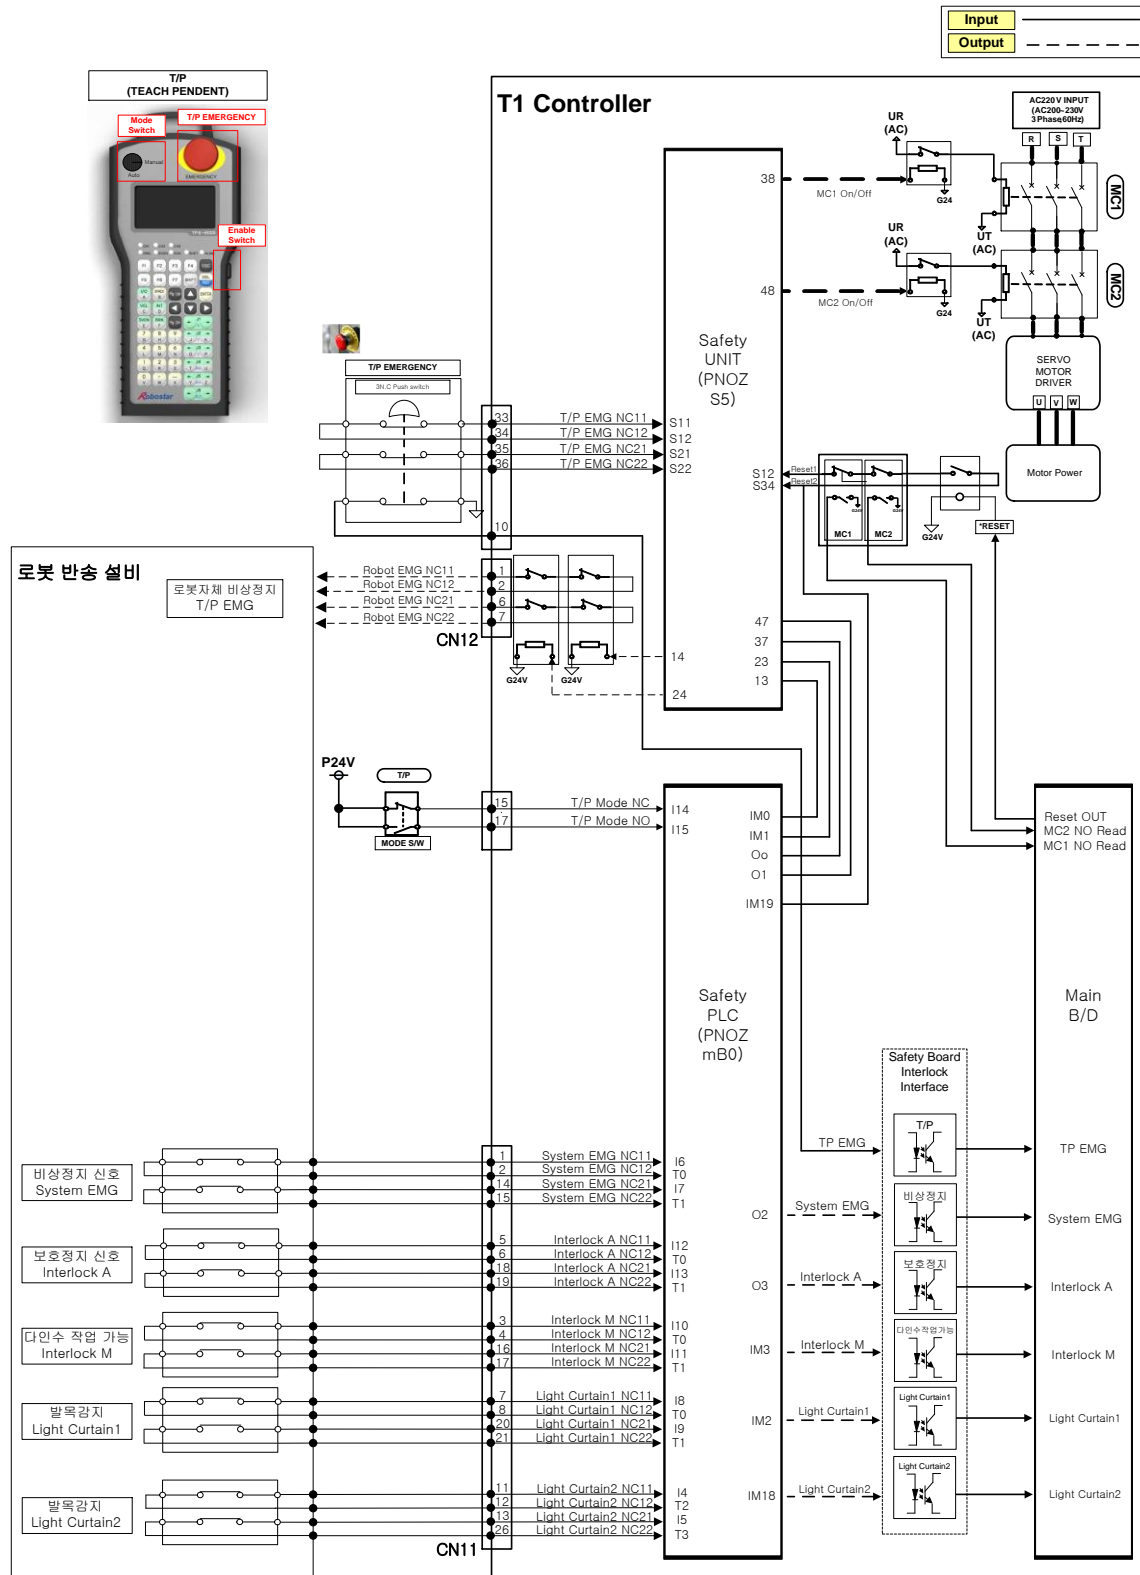 Input
Output
T/P
(TEACH PENDENT)
Mode
Switch
T/P EMERGENCY
Manual
Auto
EMERGENCY
Enable
Switch
Robostar
T1 Controller
AC220V INPUT
(AC200~230V
3 Phase,60Hz)
R
S
T
UR
(AC)
G24
UT
(AC)
MC1
38
MC1 On/Off
UR
(AC)
G24
UT
(AC)
MC2
48
MC2 On/Off
Safety
UNIT
(PNOZ
S5)
SERVO
MOTOR
DRIVER
U
V
W
Motor Power
T/P EMERGENCY
3N.C Push switch
33
T/P EMG NC11
S11
34
T/P EMG NC12
S12
35
T/P EMG NC21
S21
36
T/P EMG NC22
S22
10
S12
Reset1
S34
Reset2
G24V
G24V
MC1
MC2
G24V
*RESET
로봇 반송 설비
로봇자체 비상정지
T/P EMG
Robot EMG NC11
1
Robot EMG NC12
2
Robot EMG NC21
6
Robot EMG NC22
7
CN12
G24V
G24V
14
24
47
37
23
13
P24V
T/P
MODE S/W
15
T/P Mode NC
I14
17
T/P Mode NO
I15
IM0
IM1
Oo
O1
IM19
Reset OUT
MC2 NO Read
MC1 NO Read
Safety
PLC
(PNOZ
mB0)
Main
B/D
Safety Board
Interlock
Interface
비상정지 신호
System EMG
1
System EMG NC11
I6
2
System EMG NC12
T0
14
System EMG NC21
I7
15
System EMG NC22
T1
TP EMG
T/P
TP EMG
O2
System EMG
비상정지
System EMG
보호정지 신호
Interlock A
5
Interlock A NC11
I12
6
Interlock A NC12
T0
18
Interlock A NC21
I13
19
Interlock A NC22
T1
O3
Interlock A
보호정지
Interlock A
다인수 작업 가능
Interlock M
3
Interlock M NC11
I10
4
Interlock M NC12
T0
16
Interlock M NC21
I11
17
Interlock M NC22
T1
IM3
Interlock M
다인수작업가능
Interlock M
발목감지
Light Curtain1
7
Light Curtain1 NC11
I8
8
Light Curtain1 NC12
T0
20
Light Curtain1 NC21
I9
21
Light Curtain1 NC22
T1
IM2
Light Curtain1
Light Curtain1
Light Curtain1
발목감지
Light Curtain2
11
Light Curtain2 NC11
I4
12
Light Curtain2 NC12
T2
13
Light Curtain2 NC21
I5
26
Light Curtain2 NC22
T3
IM18
Light Curtain2
Light Curtain2
Light Curtain2
CN11